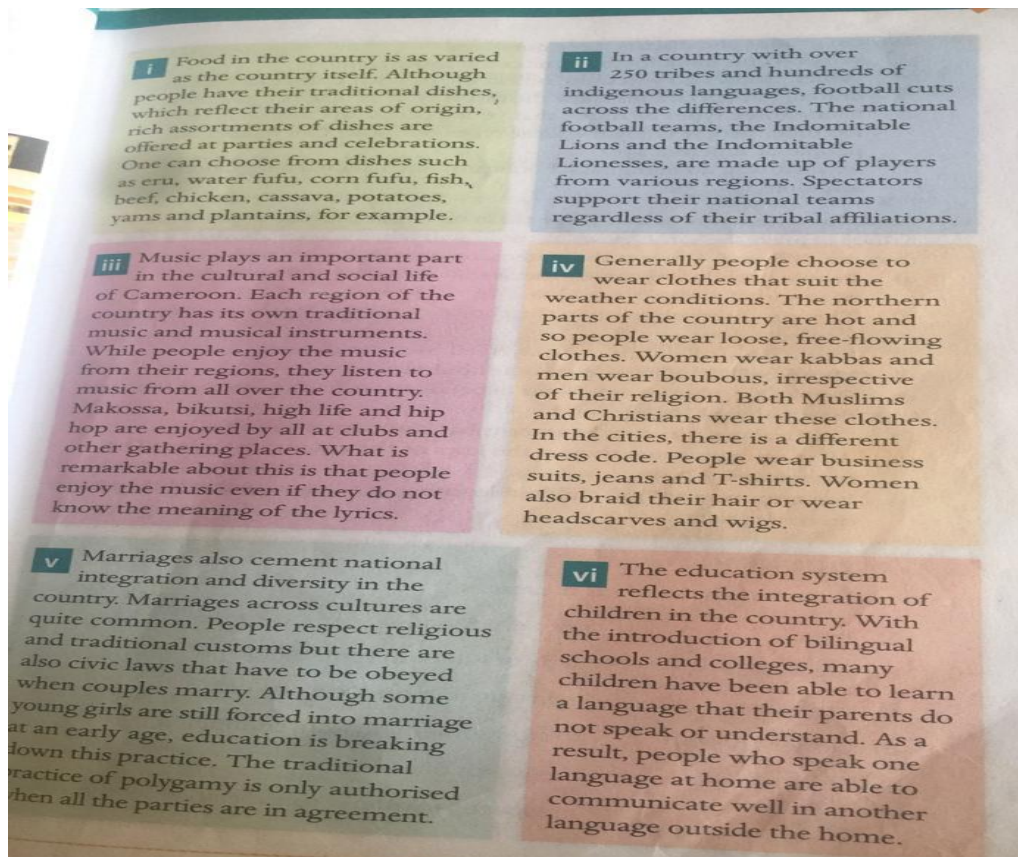 i Food in the country is as varied
as the country itself. Although
people have their traditional dishes,
which reflect their areas of origin,
rich assortments of dishes are
offered at parties and celebrations.
One can choose from dishes such
as eru, water fufu, corn fufu, fish,
beef, chicken, cassava, potatoes,
yams and plantains, for example.
ii In a country with over
250 tribes and hundreds of
indigenous languages, football cuts
across the differences. The national
football teams, the Indomitable
Lions and the Indomitable
Lionesses, are made up of players
from various regions. Spectators
support their national teams
regardless of their tribal affiliations.
iii Music plays an important part
in the cultural and social life
of Cameroon. Each region of the
country has its own traditional
music and musical instruments.
While people enjoy the music
from their regions, they listen to
music from all over the country.
Makossa, bikutsi, high life and hip
hop are enjoyed by all at clubs and
other gathering places. What is
remarkable about this is that people
enjoy the music even if they do not
know the meaning of the lyrics.
iv Generally people choose to
wear clothes that suit the
weather conditions. The northern
parts of the country are hot and
so people wear loose, free-flowing
clothes. Women wear kabbas and
men wear boubous, irrespective
of their religion. Both Muslims
and Christians wear these clothes.
In the cities, there is a different
dress code. People wear business
suits, jeans and T-shirts. Women
also braid their hair or wear
headscarves and wigs.
v Marriages also cement national
integration and diversity in the
country. Marriages across cultures are
quite common. People respect religious
and traditional customs but there are
also civic laws that have to be obeyed
when couples marry. Although some
young girls are still forced into marriage
at an early age, education is breaking
down this practice. The traditional
practice of polygamy is only authorised
when all the parties are in agreement.
vi The education system
reflects the integration of
children in the country. With
the introduction of bilingual
schools and colleges, many
children have been able to learn
a language that their parents do
not speak or understand. As a
result, people who speak one
language at home are able to
communicate well in another
language outside the home.